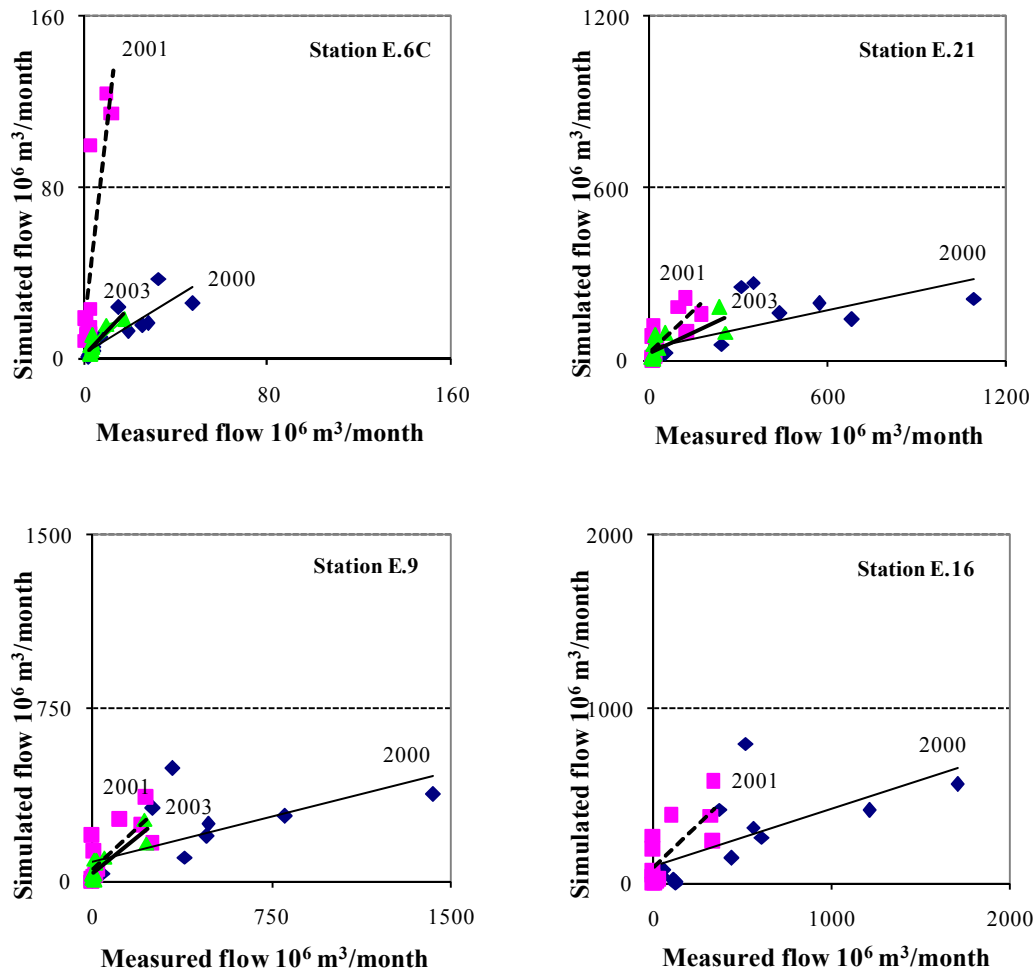 160
Station E.6C
2001
Simulated flow 10⁶ m³/month
80
2003
2000
0
0
80
160
Measured flow 10⁶ m³/month
1200
Station E.21
Simulated flow 10⁶ m³/month
600
2001
2003
2000
0
0
600
1200
Measured flow 10⁶ m³/month
1500
Station E.9
Simulated flow 10⁶ m³/month
750
2001
2003
2000
0
0
750
1500
Measured flow 10⁶ m³/month
2000
Station E.16
Simulated flow 10⁶ m³/month
1000
2000
2001
0
0
1000
2000
Measured flow 10⁶ m³/month